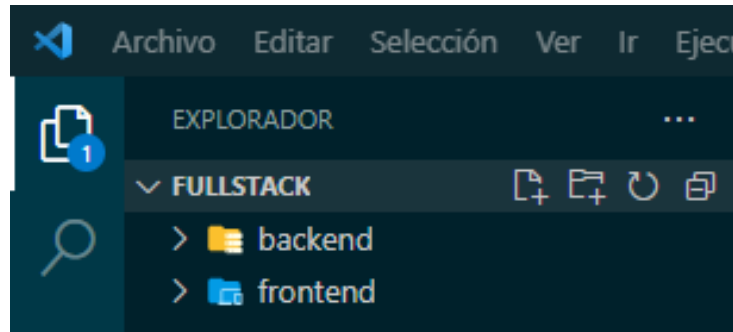 Archivo Editar Selección Ver Ir
EXPLORADOR
1
FULLSTACK
backend
frontend